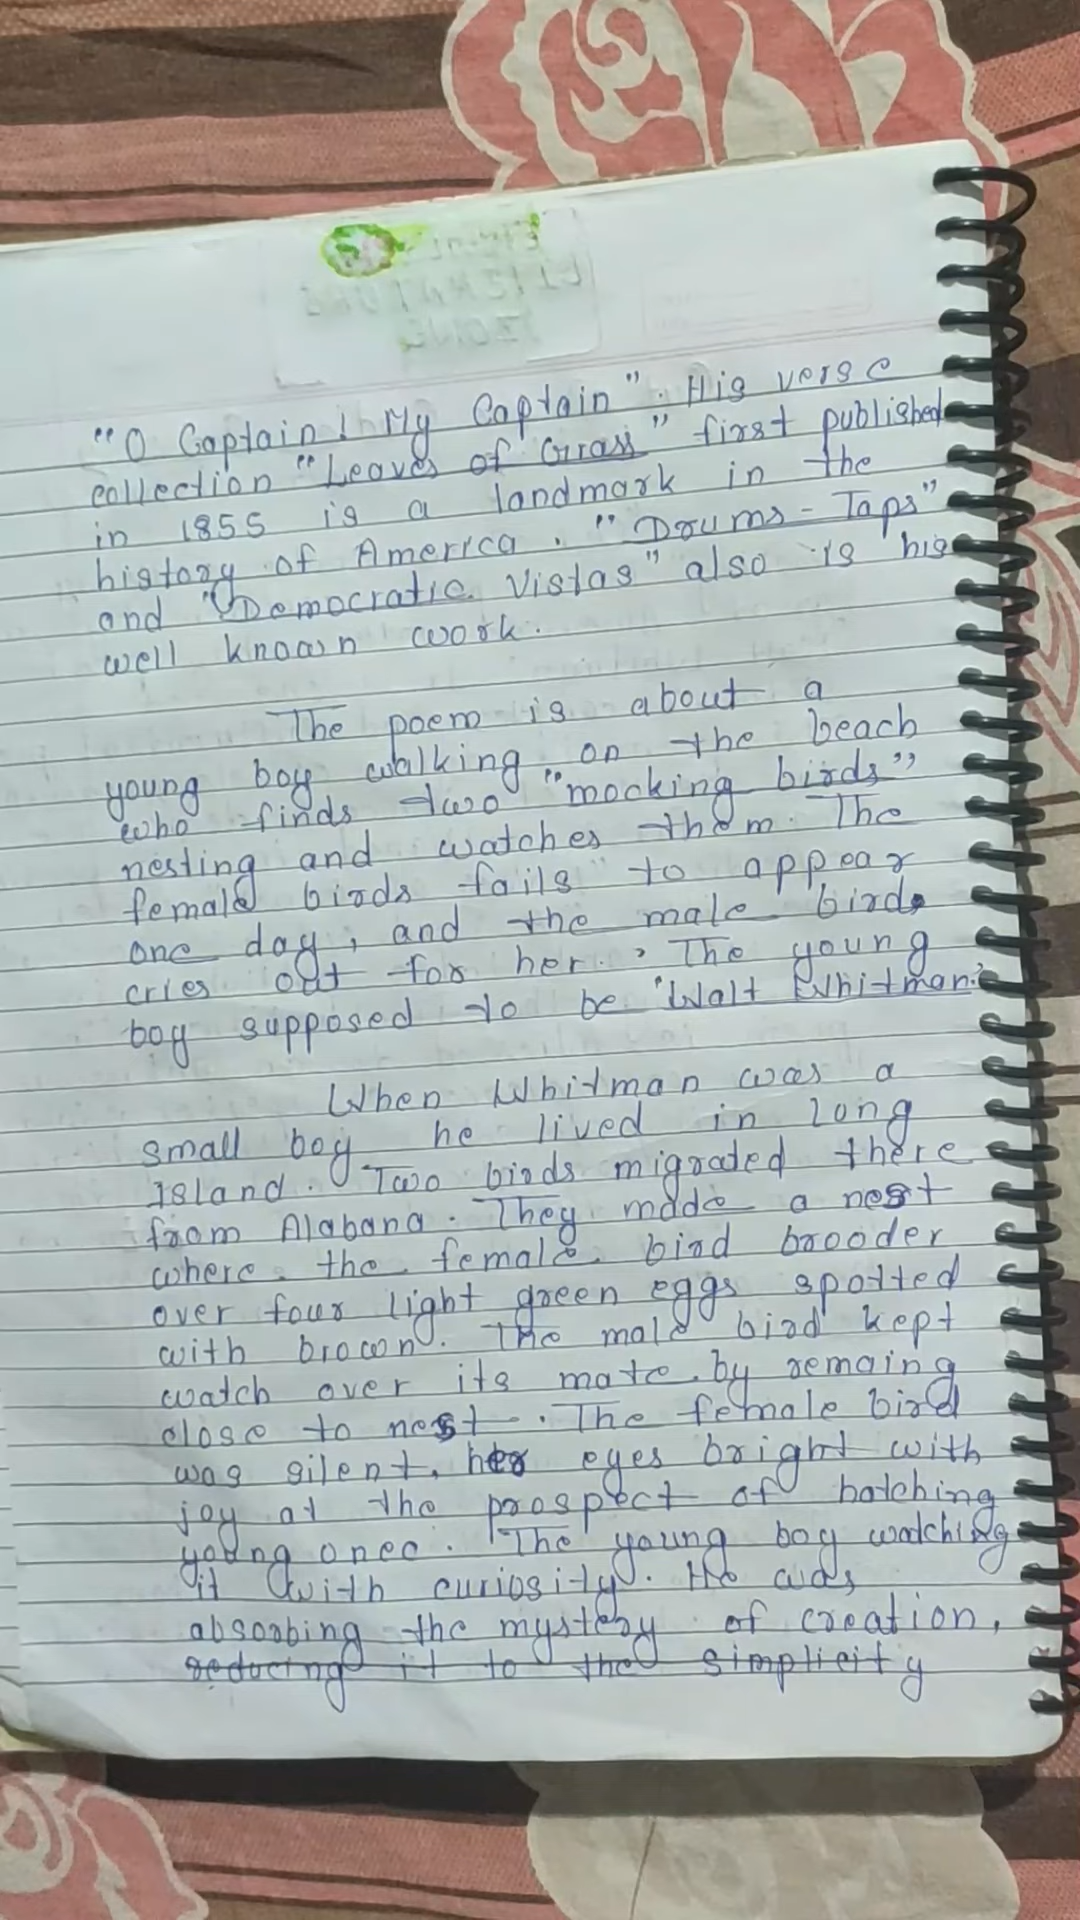 "O Captain! My Captain". His verse
collection "Leaves of Grass" first published
in 1855 is a landmark in the
history of America. "Drums - Taps"
and "Democratic Vistas" also is his
well known work.
The poem is about a
young boy walking on the beach
who finds two "mocking birds"
nesting and watches them. The
female birds fails to appear
one day, and the male bird
cries out for her. The young
boy supposed to be 'Walt Whitman.'
When Whitman was a
small boy he lived in long
Island. Two birds migrated there
from Alabana. They made a nest
where the female bird brooder
over four light green eggs spotted
with brown. The male bird kept
watch over its mate by remaing
close to nest. The female bird
was silent, her eyes bright with
joy at the prospect of hatching
young once. The young boy watching
it with curiosity. He was
absorbing the mystery of creation,
reducing it to the simplicity